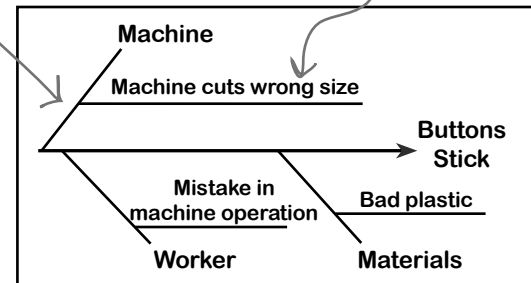 Machine
Machine cuts wrong size
Buttons
Stick
Mistake in
machine operation
Bad plastic
Worker
Materials